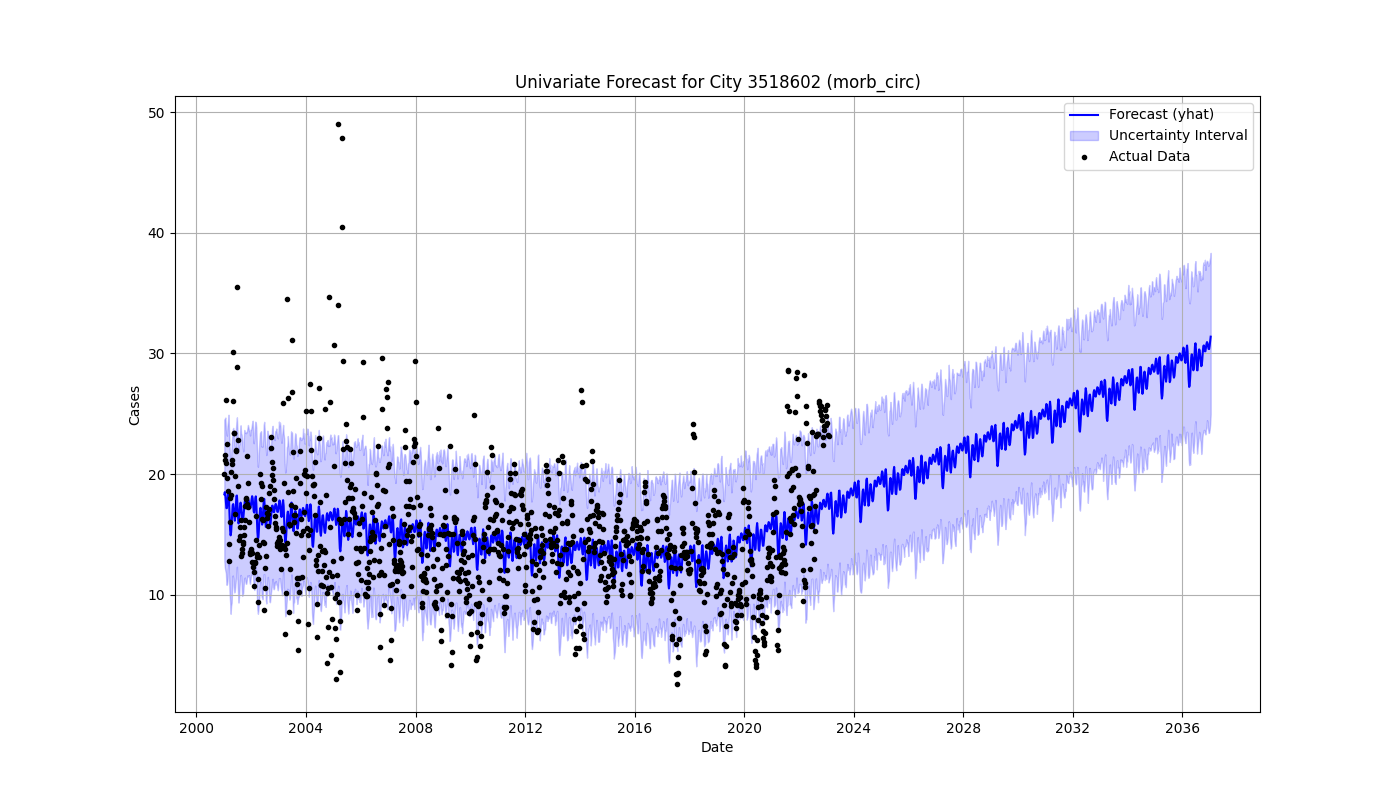 Univariate Forecast for City 3518602 (morb_circ)
Forecast (yhat)
Uncertainty Interval
Actual Data
50
40
30
20
10
Cases
2000 2004 2008 2012 2016 2020 2024 2028 2032 2036
Date